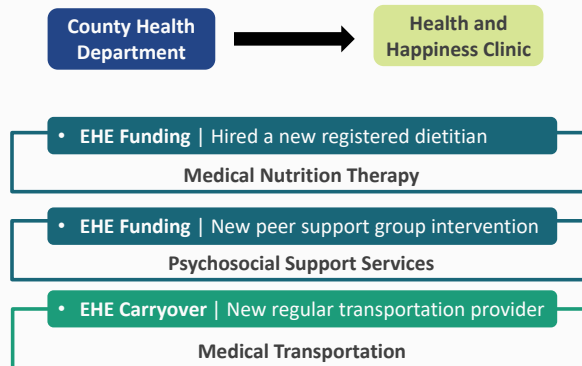 County Health
Department
Health and
Happiness Clinic
• EHE Funding | Hired a new registered dietitian
Medical Nutrition Therapy
• EHE Funding | New peer support group intervention
Psychosocial Support Services
• EHE Carryover | New regular transportation provider
Medical Transportation